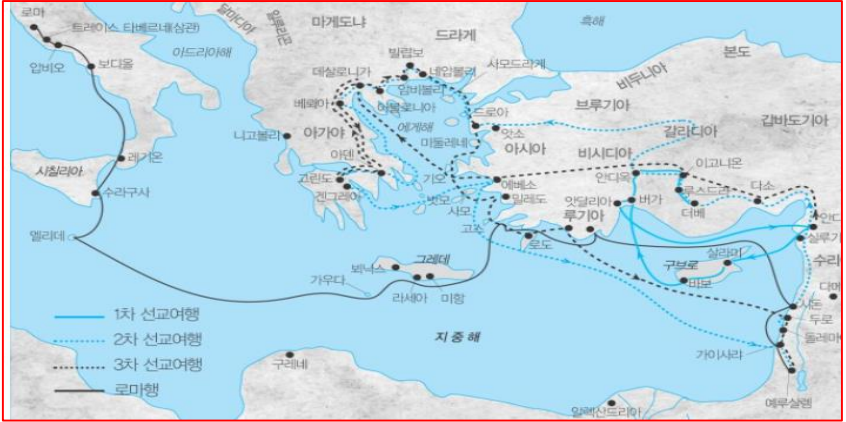 로마
트레이스 타베르네(삼관)
압비오
보디올
아드리아해
달마디아
일루리곤
마게도냐
드라게
흑해
빌립보
네압볼리
사모드라게
데살로니가
암비볼리
아볼로니아
베뢰아
니고볼리
아가야
에게해
아덴
고린도
겐그레아
드로아
앗소
미둘레네
아시아
기오
에베소
밀레도
밧모
사모
고스
로도
루기아
비두니아
본도
브루기아
갈라디아
갑바도기아
비시디아
안디옥
이고니온
루스드라
더베
다소
앗달리아
버가
안디
실루기
수리
다메
살라미
구브로
바보
시돈
두로
돌레마
가이사랴
예루살렘
레기온
시칠리아
수라구사
멜리데
그레데
뵈닉스
가우다
라새아
미항
지 중 해
구레네
알렉산드리아
1차 선교여행
2차 선교여행
3차 선교여행
로마행